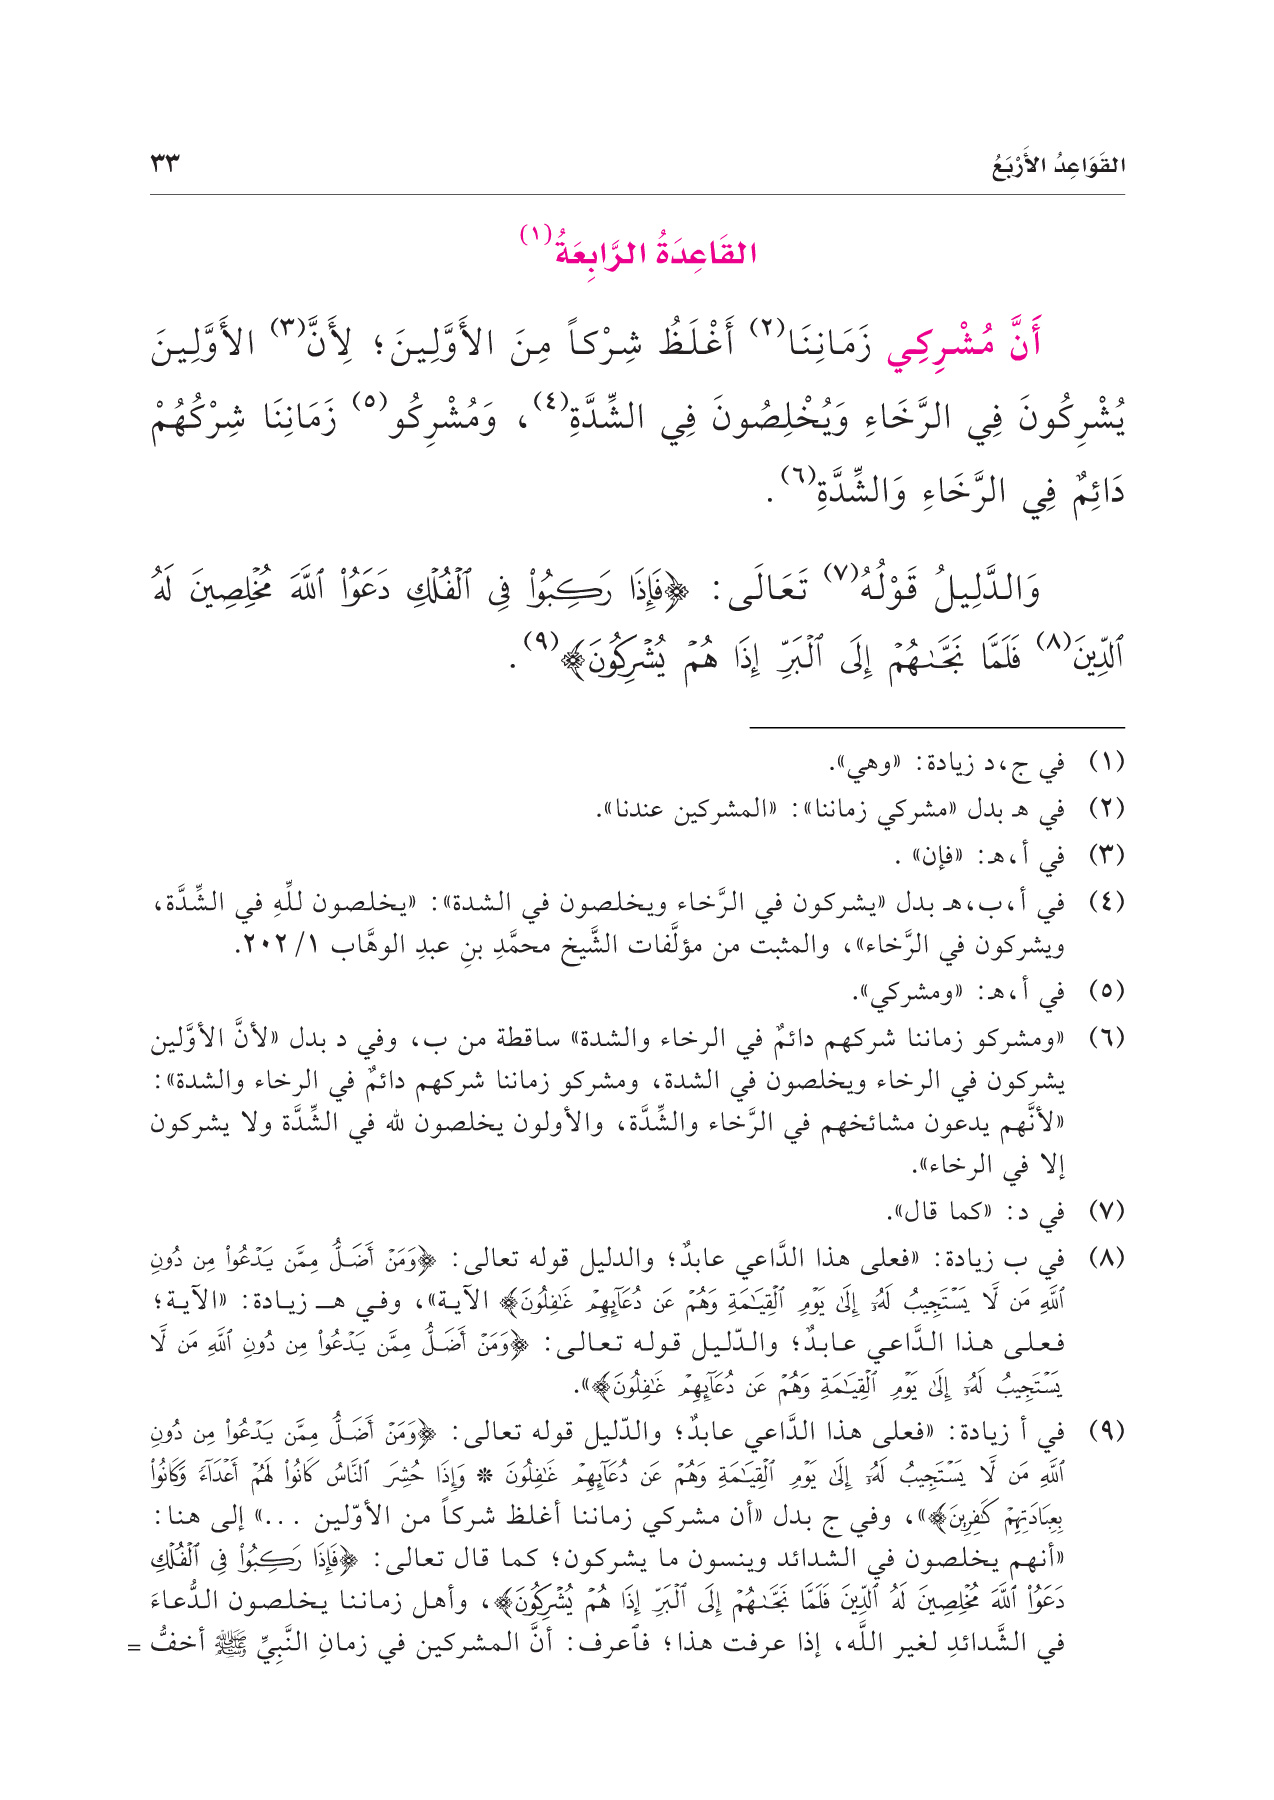 القَوَاعِدُ الأَرْبَعُ ٣٣
القَاعِدَةُ الرَّابِعَةُ(١)
أَنَّ مُشْرِكِي زَمَانِنَا(٢) أَغْلَظُ شِرْكاً مِنَ الأَوَّلِينَ؛ لِأَنَّ(٣) الأَوَّلِينَ
يُشْرِكُونَ فِي الرَّخَاءِ وَيُخْلِصُونَ فِي الشِّدَّةِ(٤)، وَمُشْرِكُو(٥) زَمَانِنَا شِرْكُهُمْ
دَائِمٌ فِي الرَّخَاءِ وَالشِّدَّةِ(٦).
وَالدَّلِيلُ قَوْلُهُ(٧) تَعَالَى: ﴿فَإِذَا رَكِبُوا۟ فِى ٱلْفُلْكِ دَعَوُا۟ ٱللَّهَ مُخْلِصِينَ لَهُ
ٱلدِّينَ(٨) فَلَمَّا نَجَّىٰهُمْ إِلَى ٱلْبَرِّ إِذَا هُمْ يُشْرِكُونَ﴾(٩).
(١) في ج، د زيادة: «وهي».
(٢) في هـ بدل «مشركي زماننا»: «المشركين عندنا».
(٣) في أ، هـ: «فإن» .
(٤) في أ، ب، هـ بدل «يشركون في الرَّخاء ويخلصون في الشدة»: «يخلصون للّهِ في الشِّدَّة،
ويشركون في الرَّخاء»، والمثبت من مؤلَّفات الشَّيخ محمَّدِ بنِ عبدِ الوهَّاب ١/ ٢٠٢.
(٥) في أ، هـ: «ومشركي».
(٦) «ومشركو زماننا شركهم دائمٌ في الرخاء والشدة» ساقطة من ب، وفي د بدل «لأنَّ الأوَّلين
يشركون في الرخاء ويخلصون في الشدة، ومشركو زماننا شركهم دائمٌ في الرخاء والشدة»:
«لأنَّهم يدعون مشائخهم في الرَّخاء والشِّدَّة، والأولون يخلصون لله في الشِّدَّة ولا يشركون
إلا في الرخاء».
(٧) في د: «كما قال».
(٨) في ب زيادة: «فعلى هذا الدَّاعي عابدٌ؛ والدليل قوله تعالى: ﴿وَمَنْ أَضَلُّ مِمَّن يَدْعُوا۟ مِن دُونِ
ٱللَّهِ مَن لَّا يَسْتَجِيبُ لَهُۥٓ إِلَىٰ يَوْمِ ٱلْقِيَٰمَةِ وَهُمْ عَن دُعَآئِهِمْ غَٰفِلُونَ﴾ الآية»، وفي هـ زيادة: «الآية؛
فعلى هذا الدَّاعي عابدٌ؛ والدّليل قوله تعالى: ﴿وَمَنْ أَضَلُّ مِمَّن يَدْعُوا۟ مِن دُونِ ٱللَّهِ مَن لَّا
يَسْتَجِيبُ لَهُۥٓ إِلَىٰ يَوْمِ ٱلْقِيَٰمَةِ وَهُمْ عَن دُعَآئِهِمْ غَٰفِلُونَ﴾».
(٩) في أ زيادة: «فعلى هذا الدَّاعي عابدٌ؛ والدّليل قوله تعالى: ﴿وَمَنْ أَضَلُّ مِمَّن يَدْعُوا۟ مِن دُونِ
ٱللَّهِ مَن لَّا يَسْتَجِيبُ لَهُۥٓ إِلَىٰ يَوْمِ ٱلْقِيَٰمَةِ وَهُمْ عَن دُعَآئِهِمْ غَٰفِلُونَ * وَإِذَا حُشِرَ ٱلنَّاسُ كَانُوا۟ لَهُمْ أَعْدَآءً وَكَانُوا۟
بِعِبَادَتِهِمْ كَٰفِرِينَ﴾»، وفي ج بدل «أن مشركي زماننا أغلظ شركاً من الأوّلين ...» إلى هنا:
«أنهم يخلصون في الشدائد وينسون ما يشركون؛ كما قال تعالى: ﴿فَإِذَا رَكِبُوا۟ فِى ٱلْفُلْكِ
دَعَوُا۟ ٱللَّهَ مُخْلِصِينَ لَهُ ٱلدِّينَ فَلَمَّا نَجَّىٰهُمْ إِلَى ٱلْبَرِّ إِذَا هُمْ يُشْرِكُونَ﴾، وأهل زماننا يخلصون الدُّعاءَ
في الشَّدائدِ لغير اللَّه، إذا عرفت هذا؛ فٱعرف: أنَّ المشركين في زمانِ النَّبِيِّ ﷺ أخفُّ =